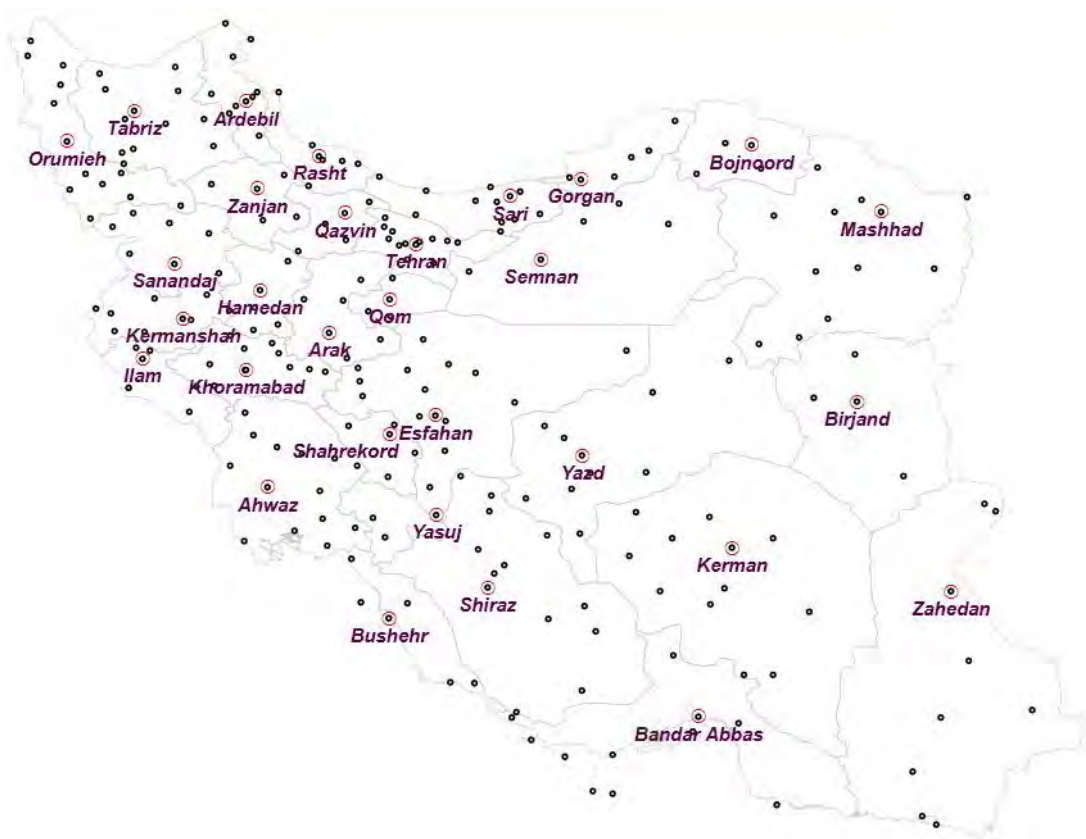 Tabriz
Ardebil
Orumieh
Rasht
Bojnoord
Zanjan
Gorgan
Sari
Qazvin
Mashhad
Tehran
Semnan
Sanandaj
Hamedan
Qom
Kermanshah
Arak
Ilam
Khoramabad
Birjand
Esfahan
Shahrekord
Yazd
Ahwaz
Yasuj
Kerman
Shiraz
Zahedan
Bushehr
Bandar Abbas